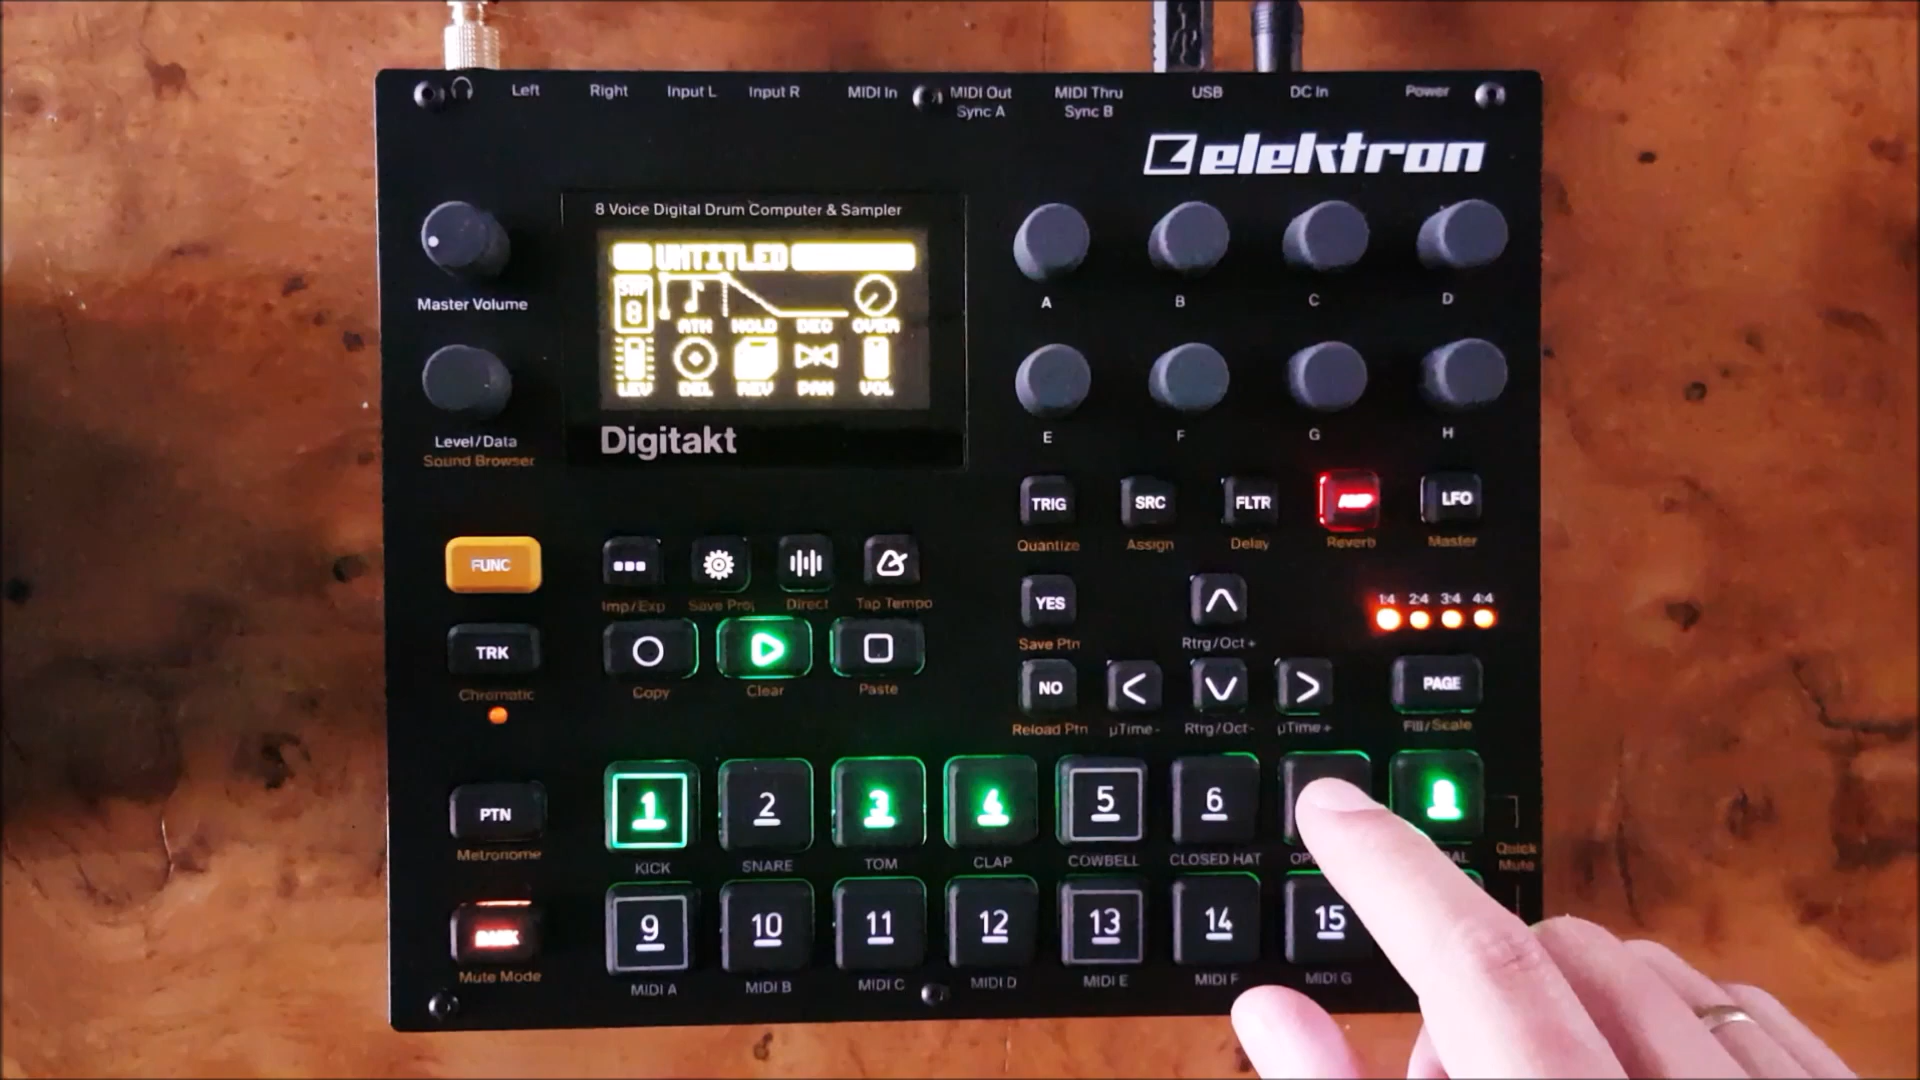 Left Right Input L Input R MIDI In MIDI Out MIDI Thru USB DC In Power
Sync A Sync B
elektron
8 Voice Digital Drum Computer & Sampler
UNTITLED
8
ATK HOLD DEC OVER
LEV DEL REV PAN VOL
Digitakt
Master Volume
Level/Data
Sound Browser
A B C D
E F G H
TRIG SRC FLTR AMP LFO
Quantize Assign Delay Reverb Master
FUNC
Imp/Exp Save Proj Direct Tap Tempo
YES
Save Ptn Rtrg/Oct +
1:4 2:4 3:4 4:4
TRK
Copy Clear Paste
Chromatic
NO PAGE
Reload Ptn µTime- Rtrg/Oct- µTime+ Fill/Scale
PTN
Metronome
1 2 3 4 5 6 8
KICK SNARE TOM CLAP COWBELL CLOSED HAT
Quick
Mute
BANK
Mute Mode
9 10 11 12 13 14 15
MIDI A MIDI B MIDI C MIDI D MIDI E MIDI F MIDI G